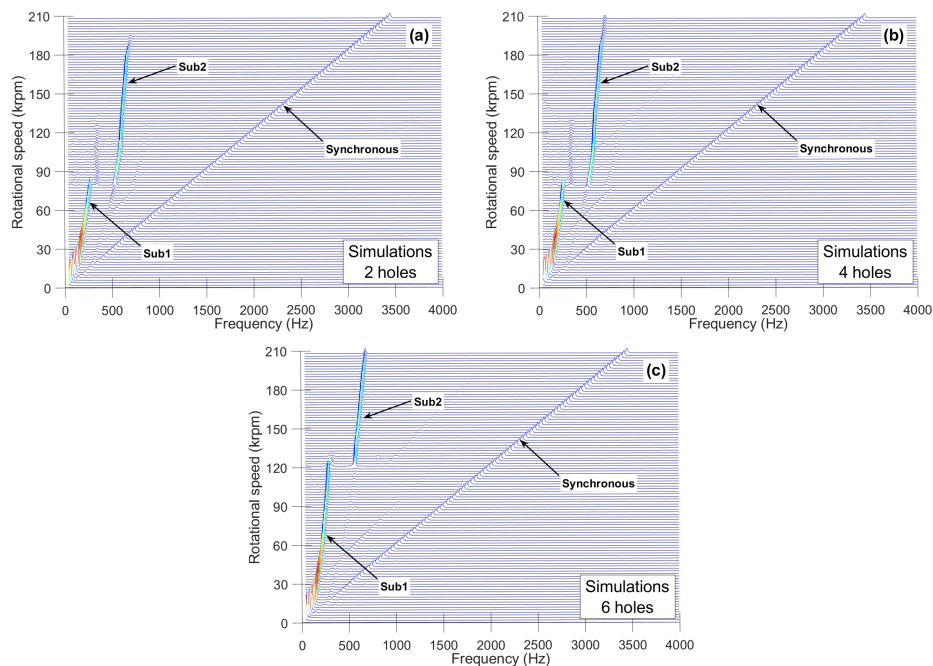 210
180
150
120
90
60
30
0
Rotational speed (krpm)
(a)
Sub2
Synchronous
Sub1
Simulations
2 holes
0 500 1000 1500 2000 2500 3000 3500 4000
Frequency (Hz)
210
180
150
120
90
60
30
0
Rotational speed (krpm)
(b)
Sub2
Synchronous
Sub1
Simulations
4 holes
0 500 1000 1500 2000 2500 3000 3500 4000
Frequency (Hz)
210
180
150
120
90
60
30
0
Rotational speed (krpm)
(c)
Sub2
Synchronous
Sub1
Simulations
6 holes
0 500 1000 1500 2000 2500 3000 3500 4000
Frequency (Hz)